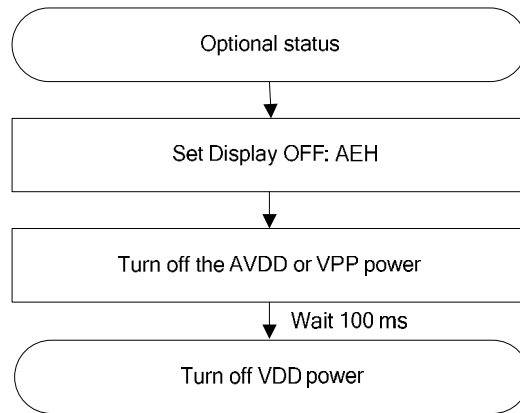 Optional status
Set Display OFF: AEH
Turn off the AVDD or VPP power
Wait 100 ms
Turn off VDD power